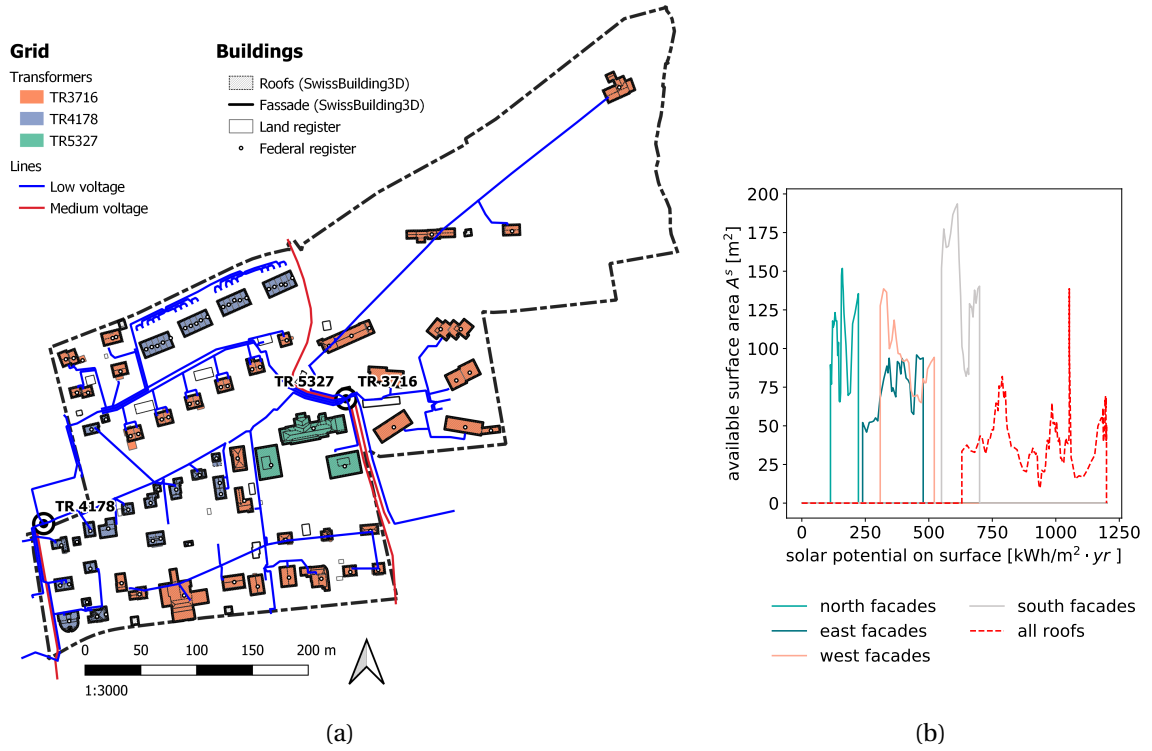 Grid
Transformers
TR3716
TR4178
TR5327
Lines
Low voltage
Medium voltage
Buildings
Roofs (SwissBuilding3D)
Fassade (SwissBuilding3D)
Land register
Federal register
TR 5327
TR 3716
TR 4178
0 50 100 150 200 m
1:3000
(a)
available surface area A^s [m²]
200
175
150
125
100
75
50
25
0
0 250 500 750 1000 1250
solar potential on surface [kWh/m² · yr ]
north facades
east facades
west facades
south facades
all roofs
(b)